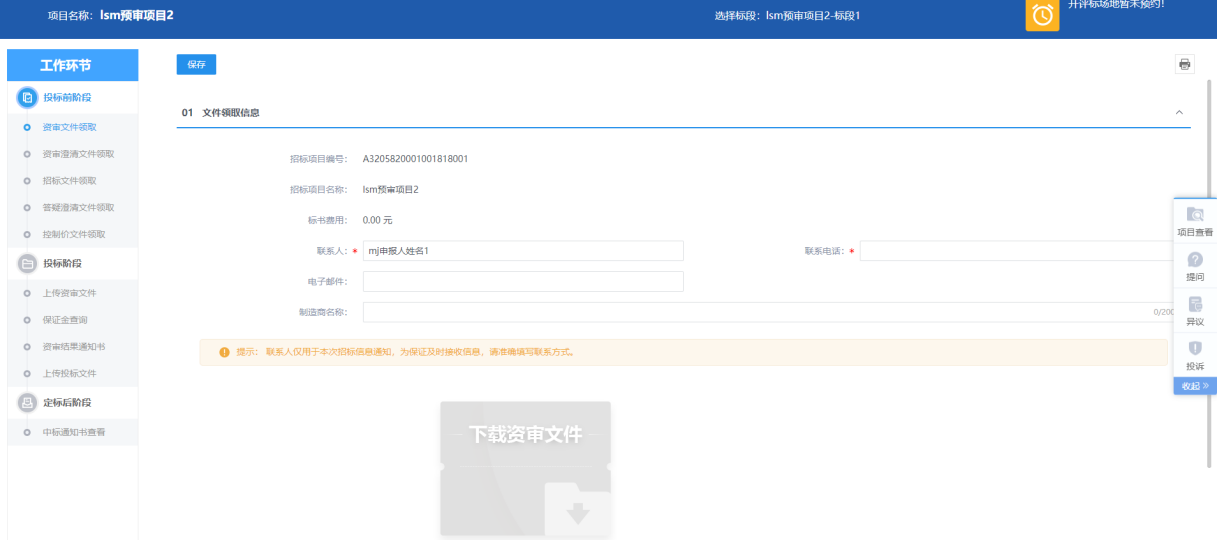 项目名称：lsm预审项目2
选择标段：lsm预审项目2-标段1
开评标场地暂未预约！
工作环节
投标前阶段
资审文件领取
资审澄清文件领取
招标文件领取
答疑澄清文件领取
控制价文件领取
投标阶段
上传资审文件
保证金查询
资审结果通知书
上传投标文件
定标后阶段
中标通知书查看
保存
01 文件领取信息
招标项目编号： A3205820001001818001
招标项目名称： lsm预审项目2
标书费用： 0.00 元
联系人：* mj申报人姓名1
联系电话：*
电子邮件：
制造商名称：
0/200
提示： 联系人仅用于本次招标信息通知，为保证及时接收信息，请准确填写联系方式。
下载资审文件
项目查看
提问
异议
投诉
收起 »